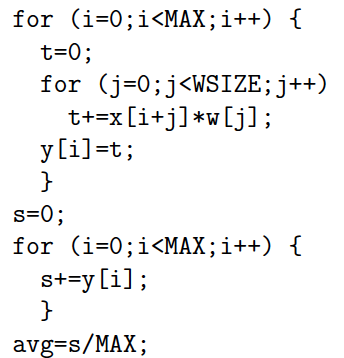 for (i=0;i<MAX;i++) {
  t=0;
  for (j=0;j<WSIZE;j++)
    t+=x[i+j]*w[j];
  y[i]=t;
  }
s=0;
for (i=0;i<MAX;i++) {
  s+=y[i];
  }
avg=s/MAX;